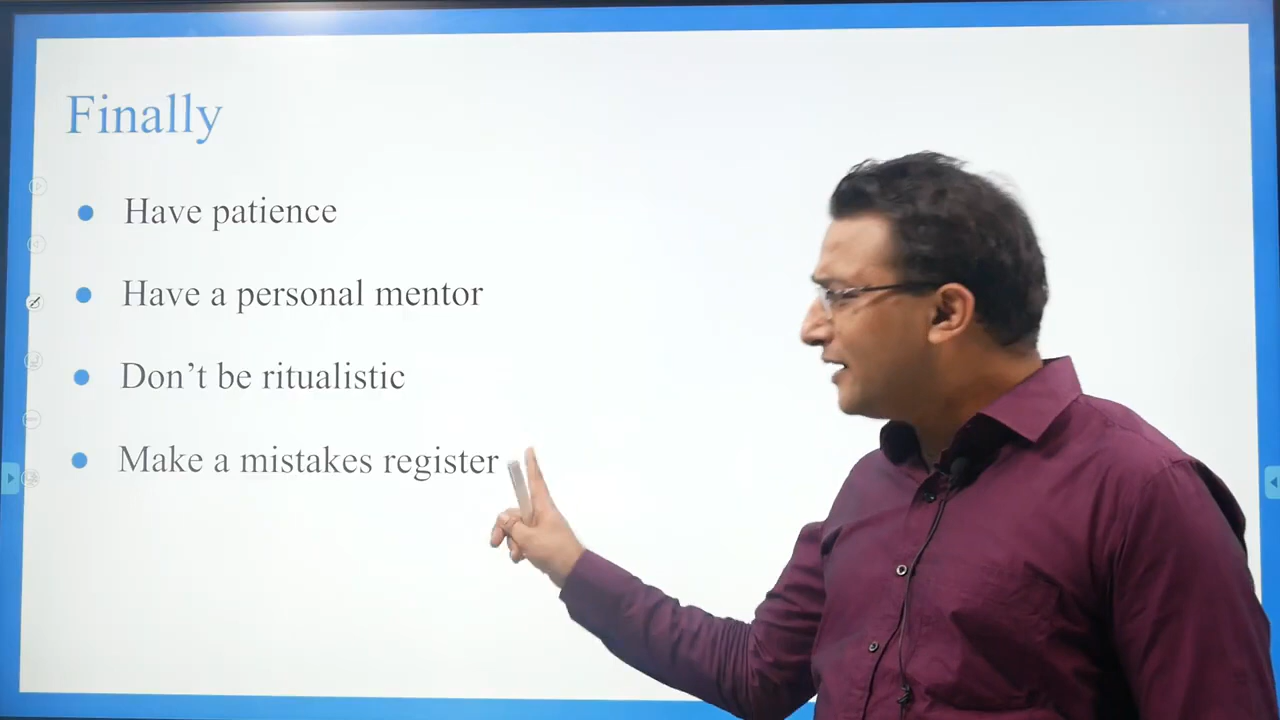 Finally
Have patience
Have a personal mentor
Don’t be ritualistic
Make a mistakes register